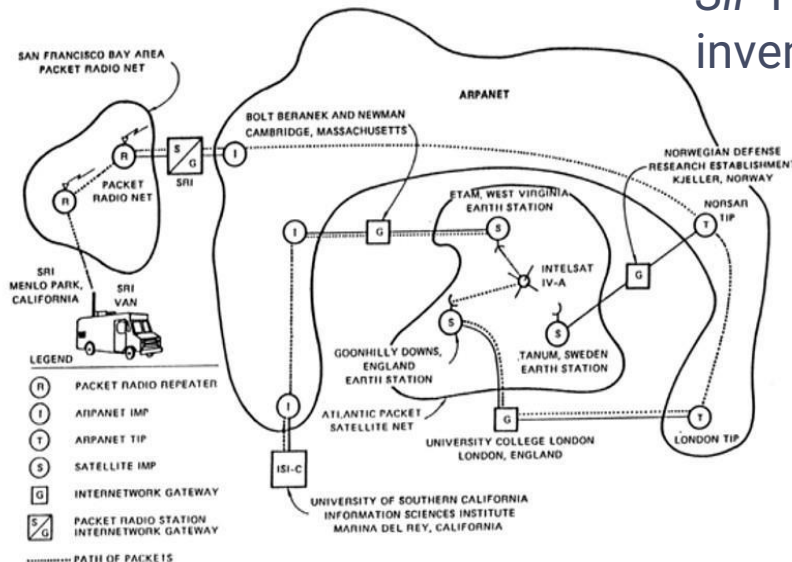 SAN FRANCISCO BAY AREA
PACKET RADIO NET
ARPANET
BOLT BERANEK AND NEWMAN
CAMBRIDGE, MASSACHUSETTS
NORWEGIAN DEFENSE
RESEARCH ESTABLISHMENT
KJELLER, NORWAY
R
S/G
I
PACKET
RADIO NET
SRI
R
ETAM, WEST VIRGINIA
EARTH STATION
NORSAR
TIP
T
I
G
S
INTELSAT
IV-A
G
SRI
MENLO PARK,
CALIFORNIA
SRI
VAN
S
S
GOONHILLY DOWNS,
ENGLAND
EARTH STATION
TANUM, SWEDEN
EARTH STATION
I
ATLANTIC PACKET
SATELLITE NET
G
T
UNIVERSITY COLLEGE LONDON
LONDON, ENGLAND
LONDON TIP
ISI-C
UNIVERSITY OF SOUTHERN CALIFORNIA
INFORMATION SCIENCES INSTITUTE
MARINA DEL REY, CALIFORNIA
LEGEND
R PACKET RADIO REPEATER
I ARPANET IMP
T ARPANET TIP
S SATELLITE IMP
G INTERNETWORK GATEWAY
S/G PACKET RADIO STATION
INTERNETWORK GATEWAY
PATH OF PACKETS